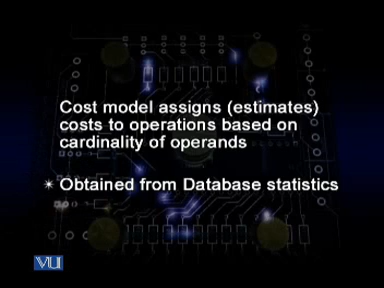 Cost model assigns (estimates)
costs to operations based on
cardinality of operands
✴ Obtained from Database statistics
VU